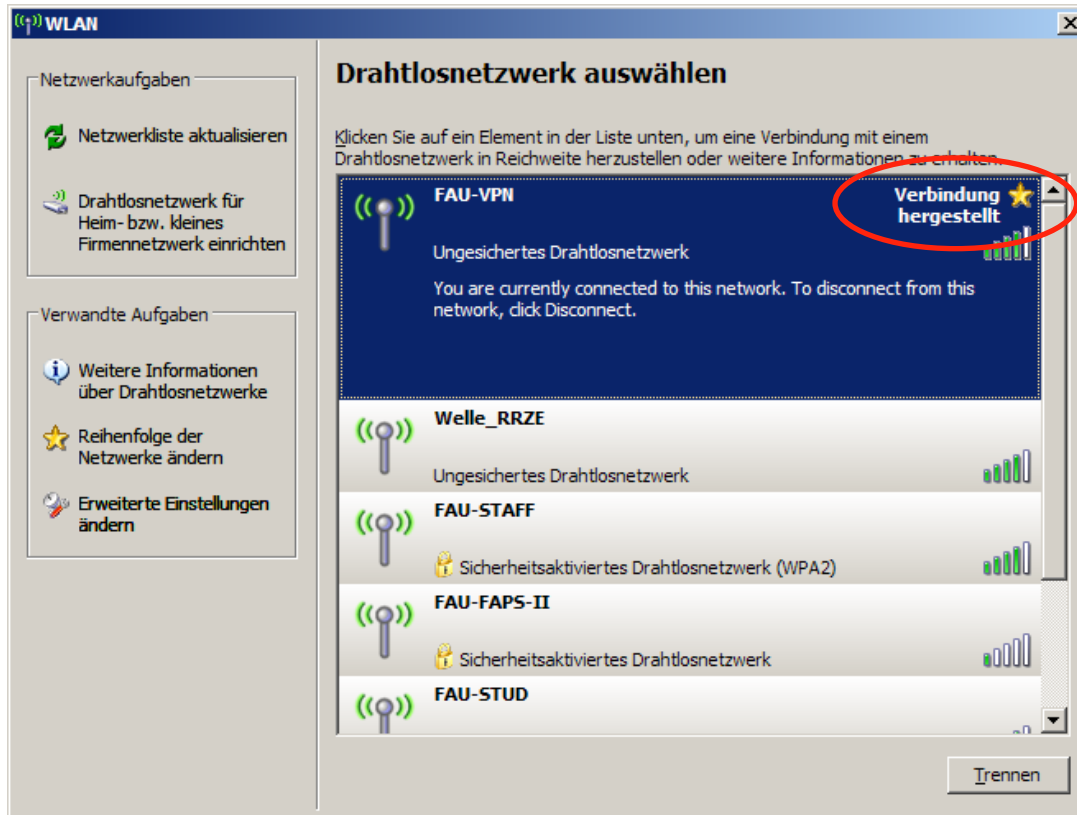 WLAN
Netzwerkaufgaben
Netzwerkliste aktualisieren
Drahtlosnetzwerk für
Heim- bzw. kleines
Firmennetzwerk einrichten
Verwandte Aufgaben
Weitere Informationen
über Drahtlosnetzwerke
Reihenfolge der
Netzwerke ändern
Erweiterte Einstellungen
ändern
Drahtlosnetzwerk auswählen
Klicken Sie auf ein Element in der Liste unten, um eine Verbindung mit einem
Drahtlosnetzwerk in Reichweite herzustellen oder weitere Informationen zu erhalten.
FAU-VPN
Verbindung
hergestellt
Ungesichertes Drahtlosnetzwerk
You are currently connected to this network. To disconnect from this
network, click Disconnect.
Welle_RRZE
Ungesichertes Drahtlosnetzwerk
FAU-STAFF
Sicherheitsaktiviertes Drahtlosnetzwerk (WPA2)
FAU-FAPS-II
Sicherheitsaktiviertes Drahtlosnetzwerk
FAU-STUD
Trennen